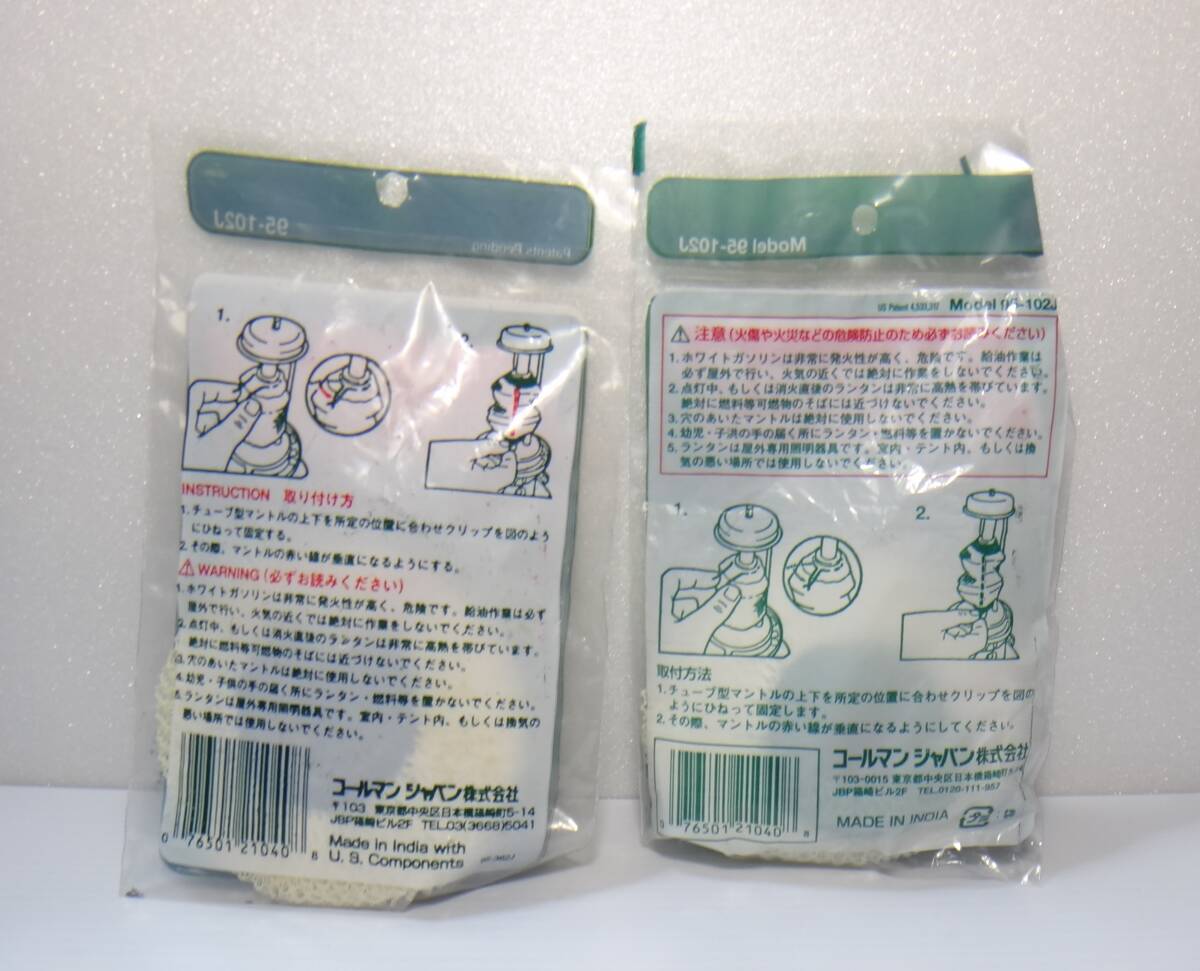 95-102J
Patents Pending
1.
2.
INSTRUCTION 取り付け方
1.チューブ型マントルの上下を所定の位置に合わせクリップを図のよう
にひねって固定する。
2.その際、マントルの赤い線が垂直になるようにする。
⚠WARNING(必ずお読みください)
1.ホワイトガソリンは非常に発火性が高く、危険です。給油作業は必ず
屋外で行い、火気の近くでは絶対に作業をしないでください。
2.点灯中、もしくは消火直後のランタンは非常に高熱を帯びています。
絶対に燃料等可燃物のそばには近づけないでください。
3.穴のあいたマントルは絶対に使用しないでください。
4.幼児・子供の手の届く所にランタン・燃料等を置かないでください。
5.ランタンは屋外専用照明器具です。室内・テント内、もしくは換気の
悪い場所では使用しないでください。
0 76501 21040 8
コールマン ジャパン株式会社
〒103 東京都中央区日本橋箱崎町5-14
JBP箱崎ビル2F TEL.03(3668)5041
Made in India with
U. S. Components
Model 95-102J
US Patent 4,533,317 Model 95-102J
⚠注意(火傷や火災などの危険防止のため必ずお読みください)
1.ホワイトガソリンは非常に発火性が高く、危険です。給油作業は
必ず屋外で行い、火気の近くでは絶対に作業をしないでください。
2.点灯中、もしくは消火直後のランタンは非常に高熱を帯びています。
絶対に燃料等可燃物のそばには近づけないでください。
3.穴のあいたマントルは絶対に使用しないでください。
4.幼児・子供の手の届く所にランタン・燃料等を置かないでください。
5.ランタンは屋外専用照明器具です。室内・テント内、もしくは換
気の悪い場所では使用しないでください。
1.
2.
取付方法
1.チューブ型マントルの上下を所定の位置に合わせクリップを図の
ようにひねって固定します。
2.その際、マントルの赤い線が垂直になるようにしてください。
0 76501 21040 8
コールマン ジャパン株式会社
〒103-0015 東京都中央区日本橋箱崎町
JBP箱崎ビル2F TEL.0120-111-957
MADE IN INDIA